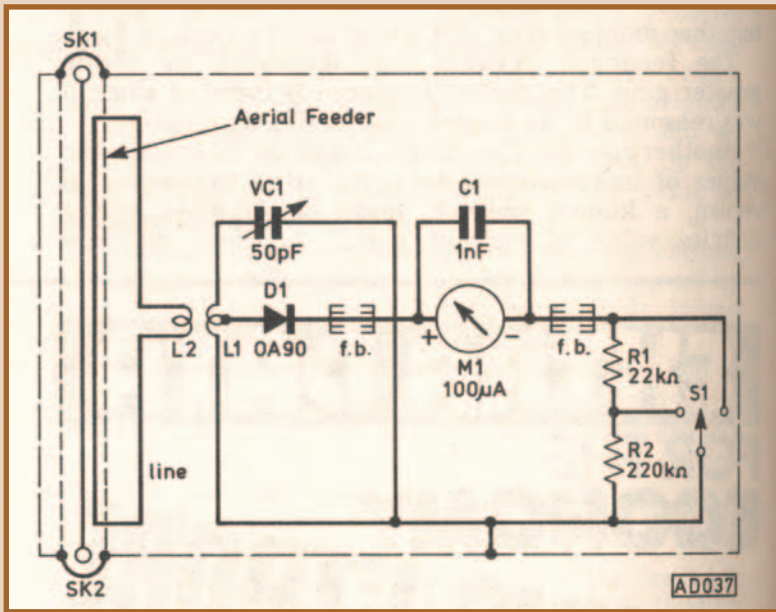 SK1
Aerial Feeder
VC1
50pF
C1
1nF
D1
L2
L1
OA90
f.b.
+
-
M1
100μA
f.b.
R1
22kΩ
S1
R2
220kΩ
line
SK2
AD037